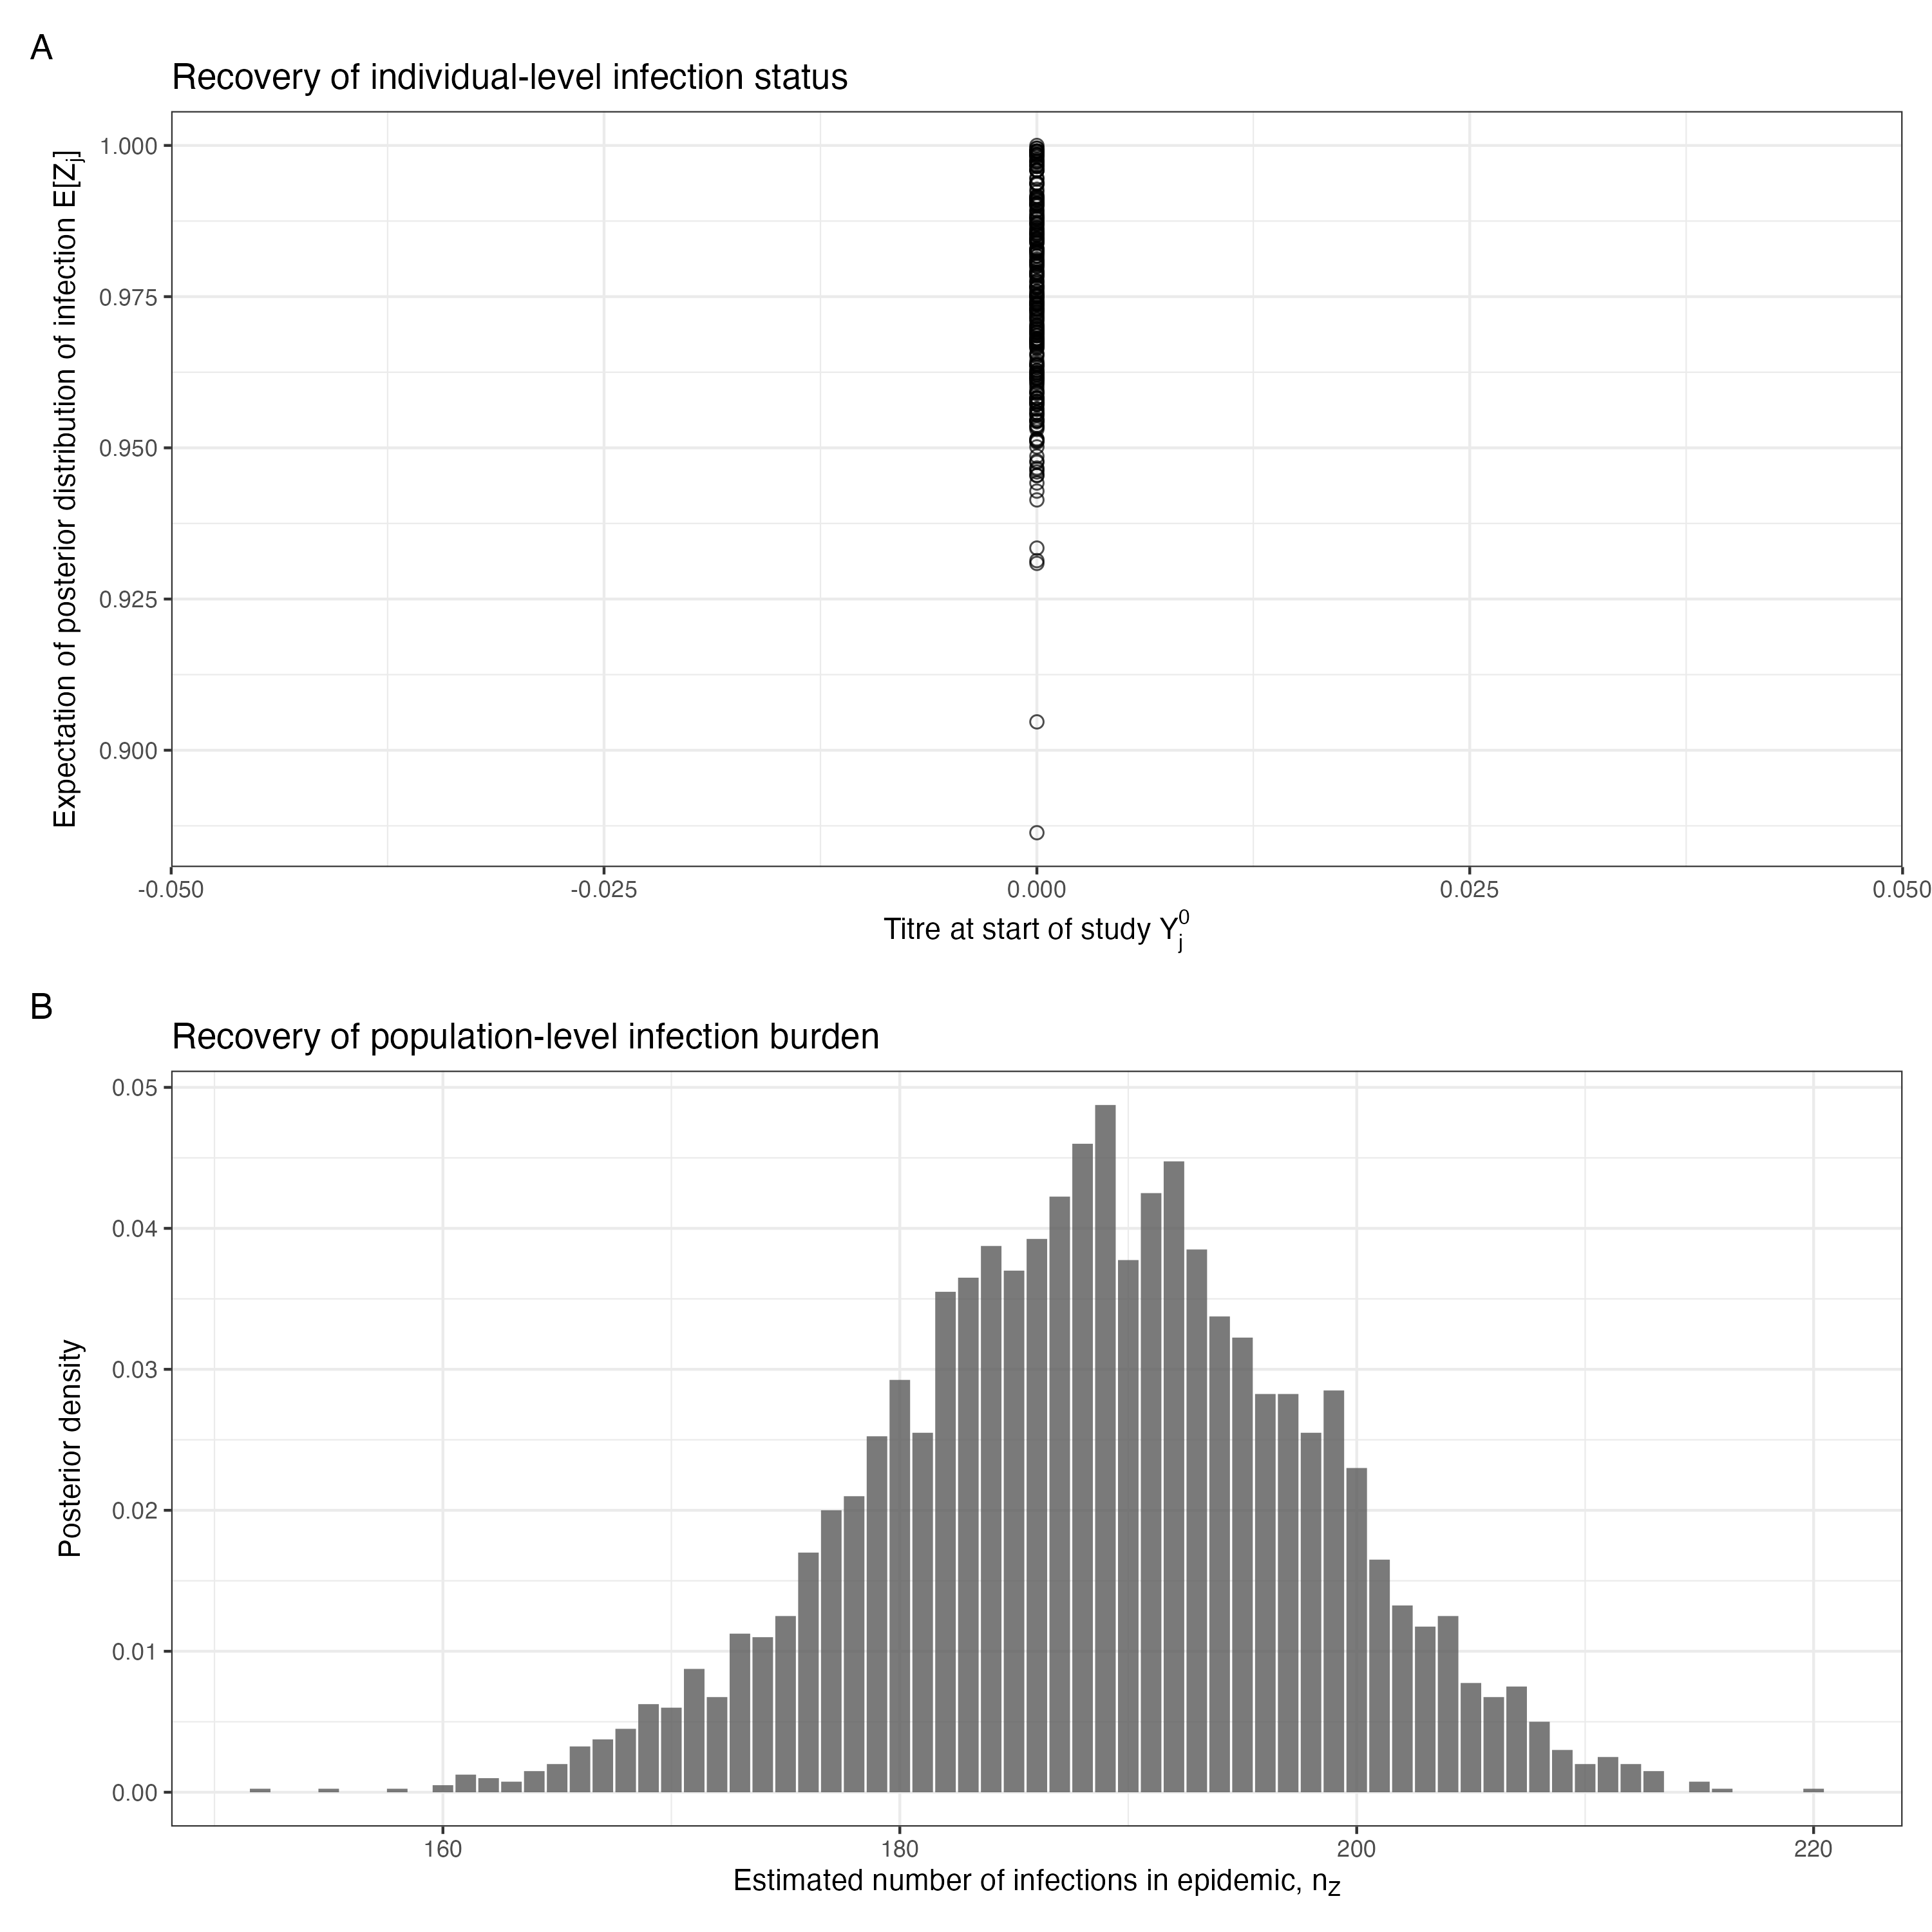 A
Recovery of individual-level infection status
Expectation of posterior distribution of infection E[Zj]
1.000
0.975
0.950
0.925
0.900
-0.050 -0.025 0.000 0.025 0.050
Titre at start of study Yj0
B
Recovery of population-level infection burden
Posterior density
0.05
0.04
0.03
0.02
0.01
0.00
160 180 200 220
Estimated number of infections in epidemic, nZ